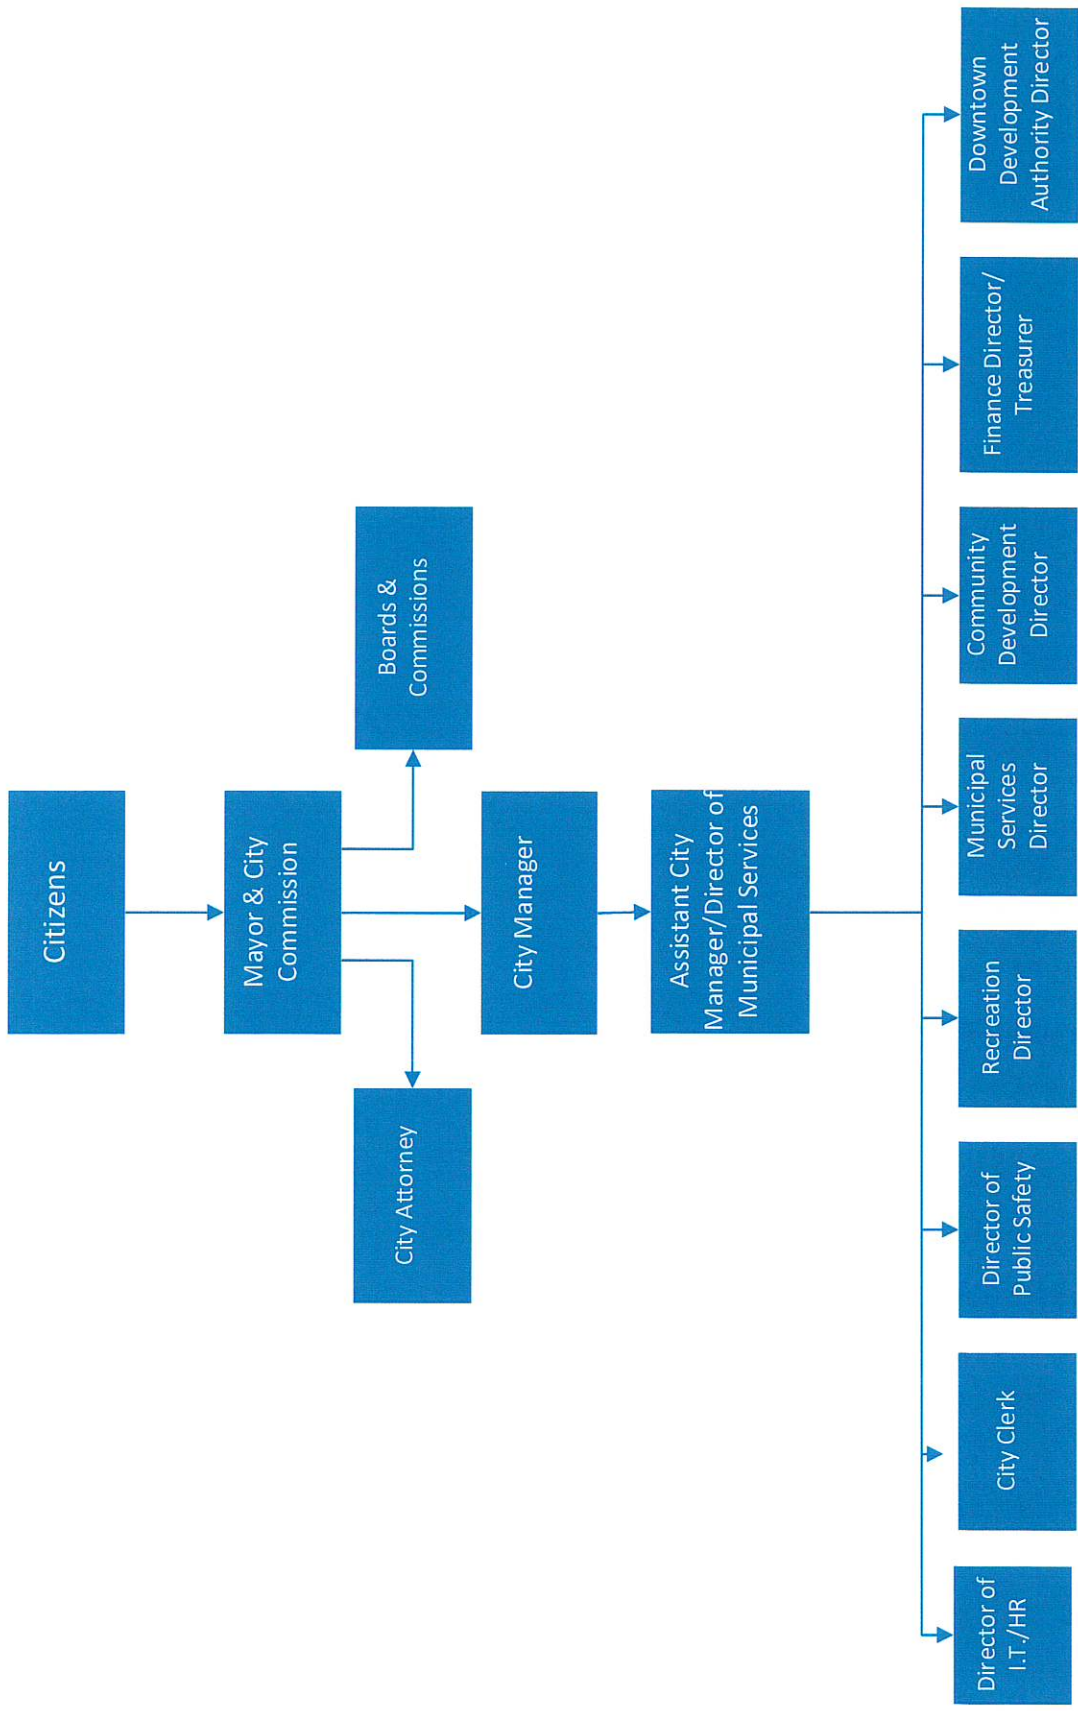 Citizens
Mayor & City
Commission
City Attorney
Boards &
Commissions
City Manager
Assistant City
Manager/Director of
Municipal Services
Director of
I.T./HR
City Clerk
Director of
Public Safety
Recreation
Director
Municipal
Services
Director
Community
Development
Director
Finance Director/
Treasurer
Downtown
Development
Authority Director